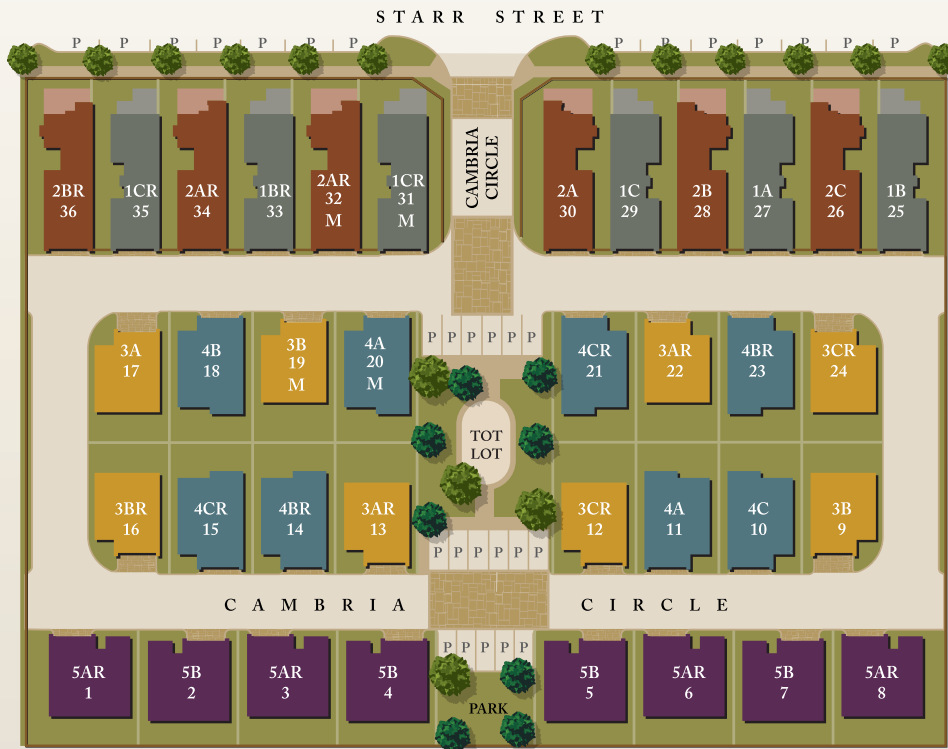 STARR STREET
P P P P P P P P P P P
2BR
36
1CR
35
2AR
34
1BR
33
2AR
32
M
1CR
31
M
CAMBRIA
CIRCLE
2A
30
1C
29
2B
28
1A
27
2C
26
1B
25
P P P P P P
3A
17
4B
18
3B
19
M
4A
20
M
4CR
21
3AR
22
4BR
23
3CR
24
TOT
LOT
3BR
16
4CR
15
4BR
14
3AR
13
3CR
12
4A
11
4C
10
3B
9
P P P P P P
CAMBRIA CIRCLE
P P P P P
5AR
1
5B
2
5AR
3
5B
4
5B
5
5AR
6
5B
7
5AR
8
PARK